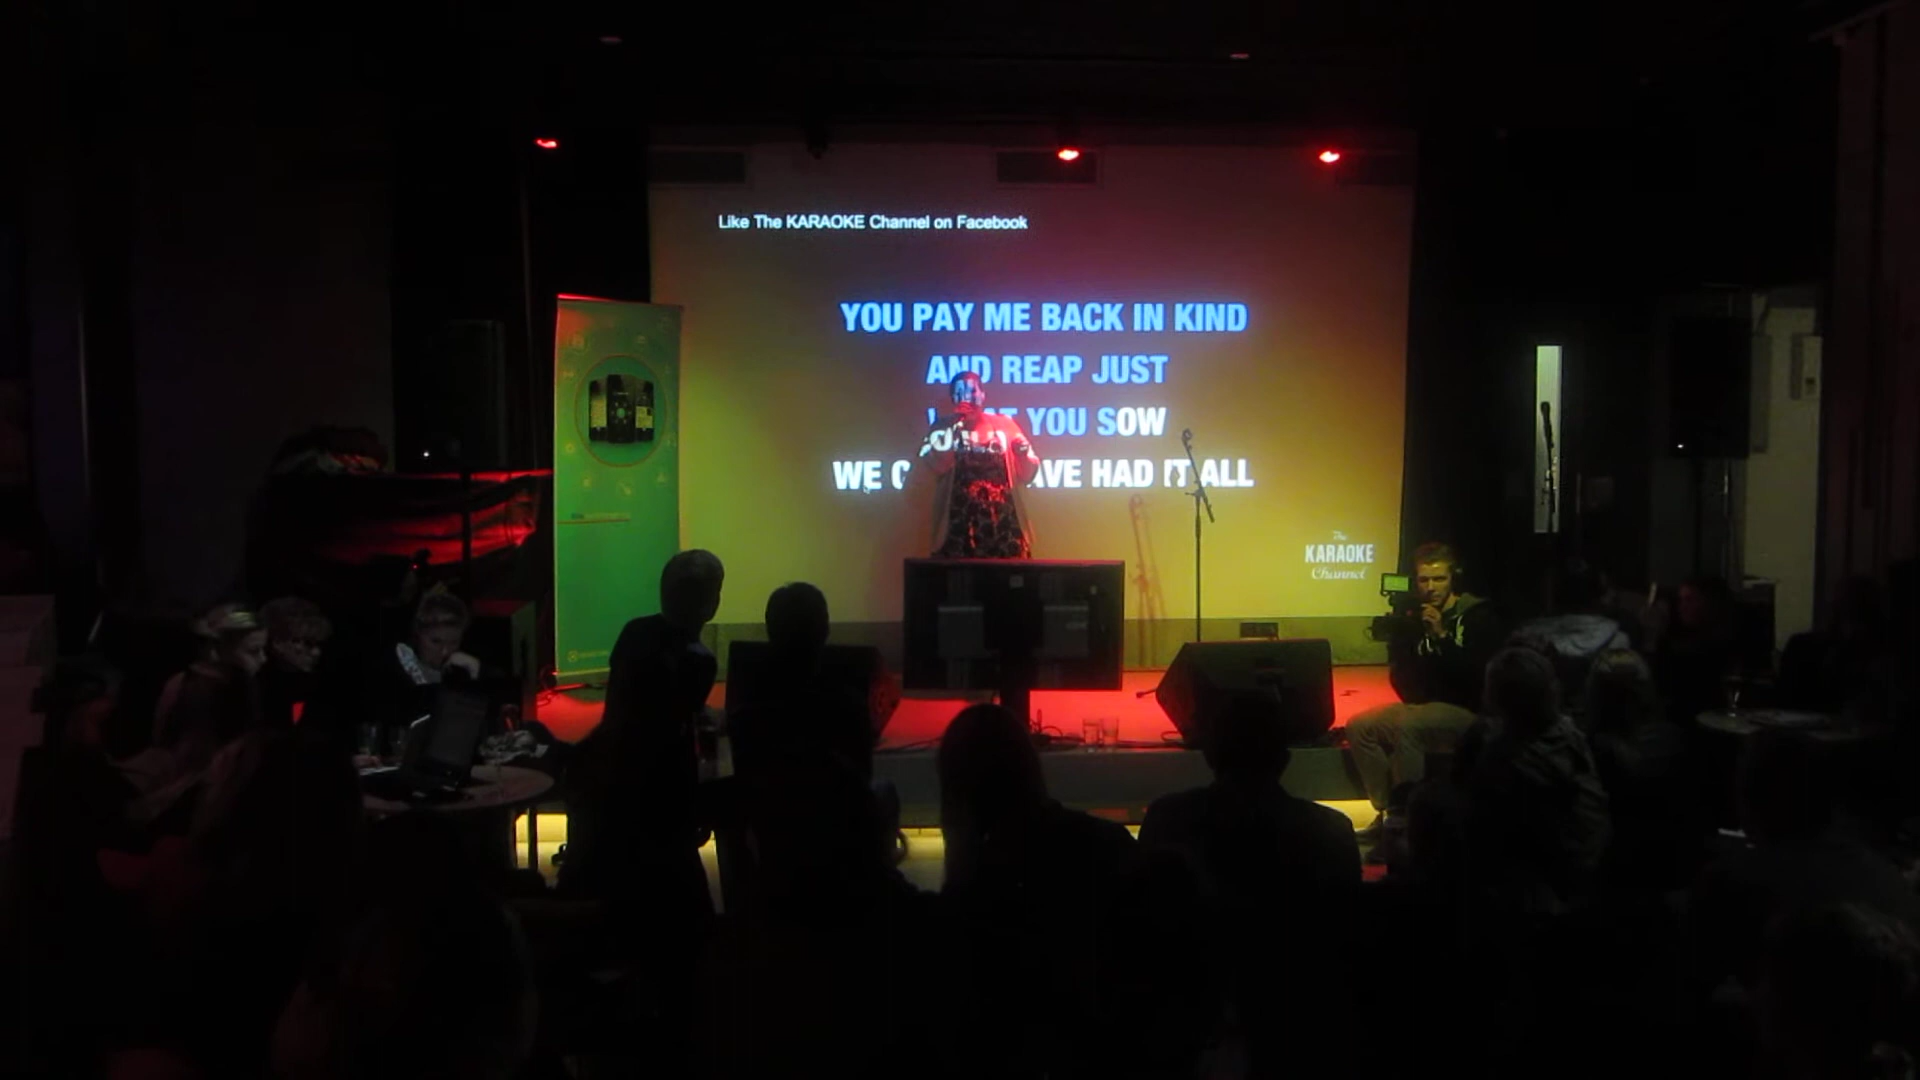 Like The KARAOKE Channel on Facebook
YOU PAY ME BACK IN KIND
AND REAP JUST
YOU SOW
WE HAD IT ALL
The
KARAOKE
Channel